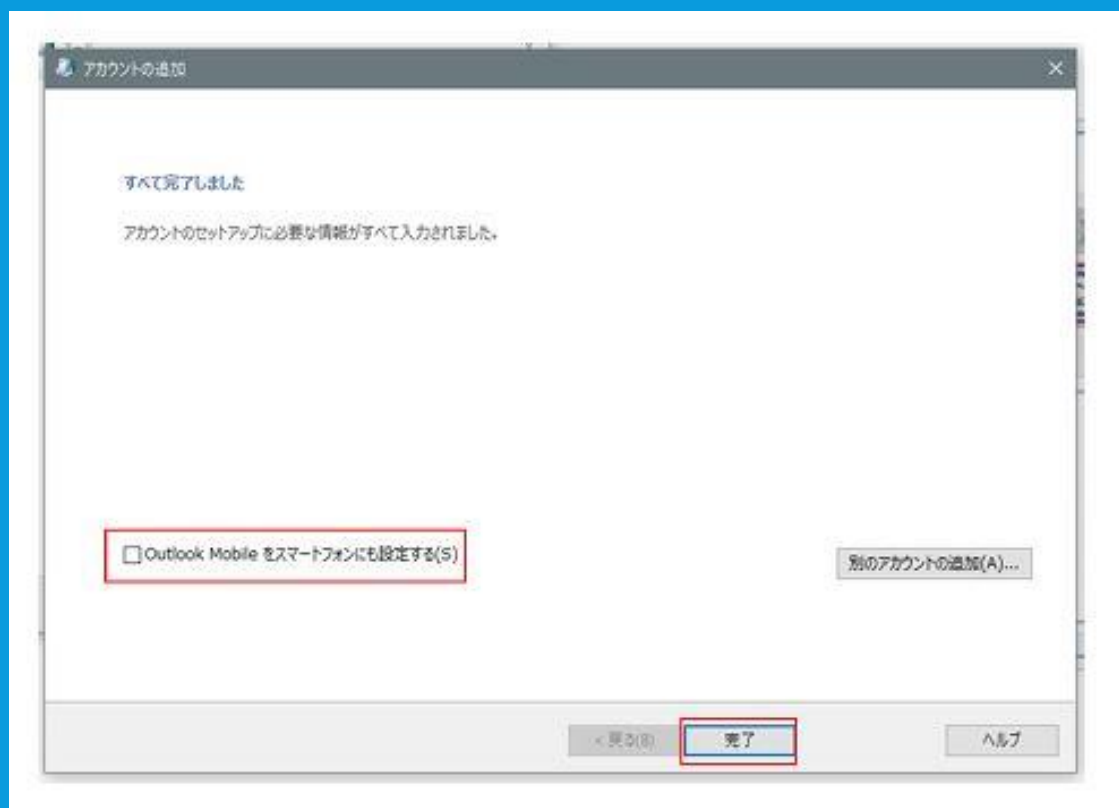 アカウントの追加
すべて完了しました
アカウントのセットアップに必要な情報がすべて入力されました。
Outlook Mobile をスマートフォンにも設定する(S)
別のアカウントの追加(A)...
< 戻る(B)
完了
ヘルプ